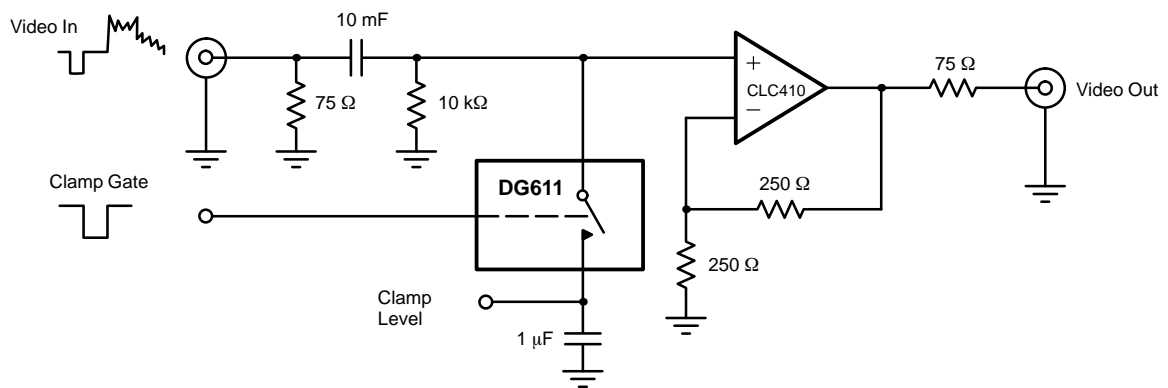 Video In
10 mF
75 Ω
10 kΩ
+
CLC410
−
75 Ω
Video Out
Clamp Gate
DG611
250 Ω
250 Ω
Clamp
Level
1 μF